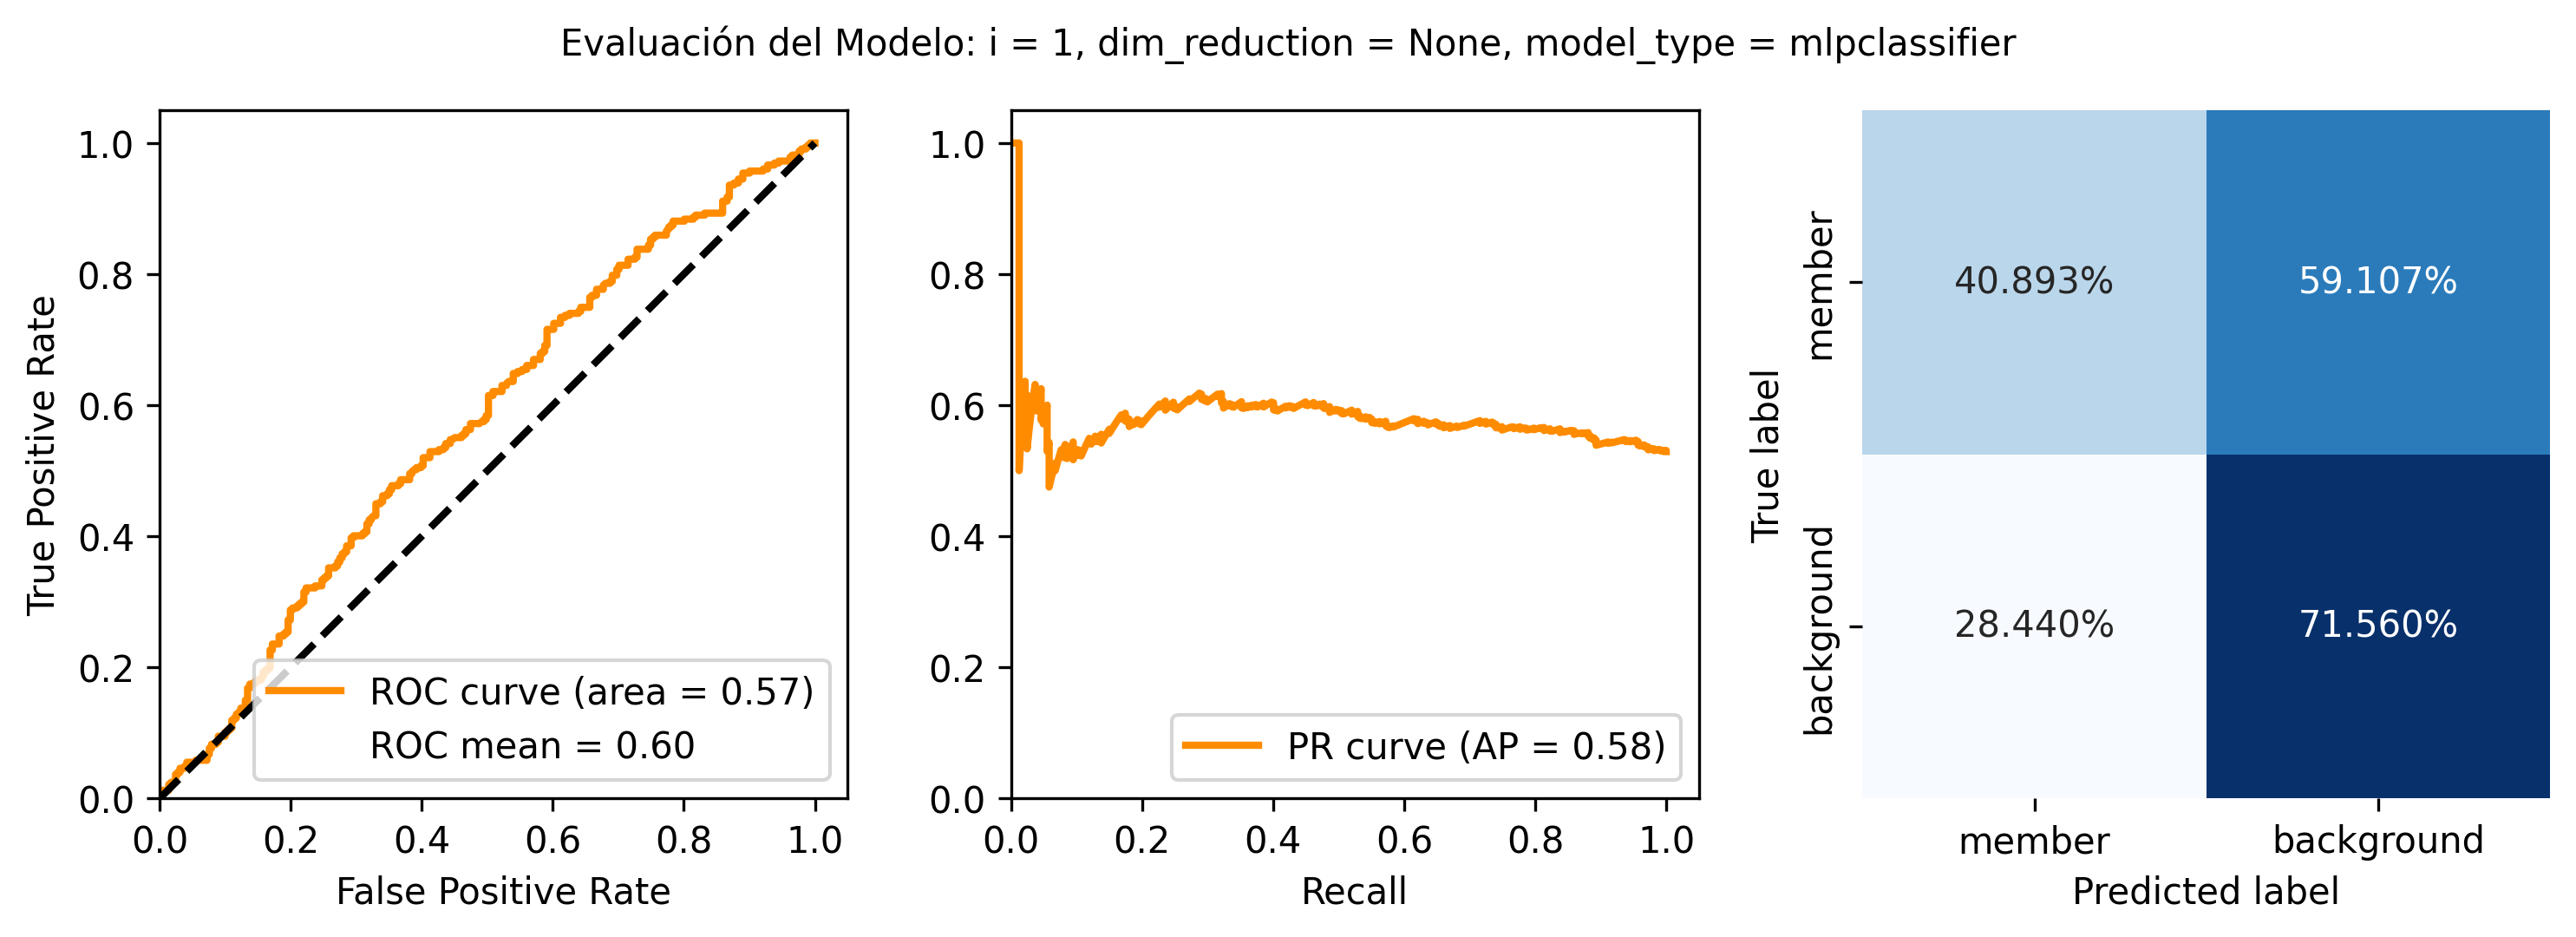 Evaluación del Modelo: i = 1, dim_reduction = None, model_type = mlpclassifier
True Positive Rate
1.0
0.8
0.6
0.4
0.2
0.0
0.0 0.2 0.4 0.6 0.8 1.0
False Positive Rate
ROC curve (area = 0.57)
ROC mean = 0.60
1.0
0.8
0.6
0.4
0.2
0.0
0.0 0.2 0.4 0.6 0.8 1.0
Recall
PR curve (AP = 0.58)
True label
member
background
40.893% 59.107%
28.440% 71.560%
member background
Predicted label